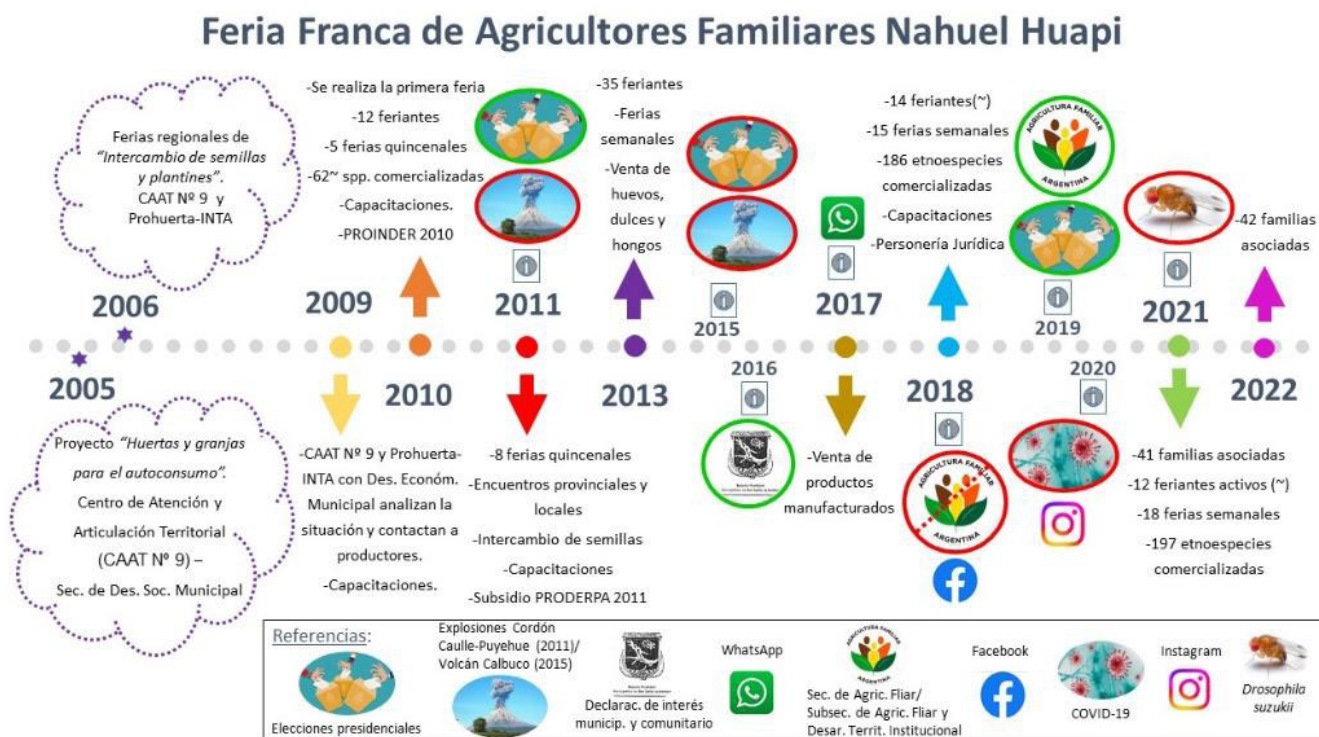 Feria Franca de Agricultores Familiares Nahuel Huapi
Ferias regionales de
“Intercambio de semillas
y plantines”.
CAAT Nº 9 y
Prohuerta-INTA
-Se realiza la primera feria
-12 feriantes
-5 ferias quincenales
-62~ spp. comercializadas
-Capacitaciones.
-PROINDER 2010
-35 feriantes
-Ferias
semanales
-Venta de
huevos,
dulces y
hongos
-14 feriantes(~)
-15 ferias semanales
-186 etnoespecies
comercializadas
-Capacitaciones
-Personería Jurídica
AGRICULTURA FAMILIAR
ARGENTINA
-42 familias
asociadas
2006
2009
2011
2015
2017
2019
2021
2005
2010
2013
2016
2018
2020
2022
Proyecto “Huertas y granjas
para el autoconsumo”.
Centro de Atención y
Articulación Territorial
(CAAT Nº 9) –
Sec. de Des. Soc. Municipal
-CAAT Nº 9 y Prohuerta-
INTA con Des. Económ.
Municipal analizan la
situación y contactan a
productores.
-Capacitaciones.
-8 ferias quincenales
-Encuentros provinciales y
locales
-Intercambio de semillas
-Capacitaciones
-Subsidio PRODERPA 2011
-Venta de
productos
manufacturados
AGRICULTURA FAMILIAR
ARGENTINA
-41 familias asociadas
-12 feriantes activos (~)
-18 ferias semanales
-197 etnoespecies
comercializadas
Referencias:
Elecciones presidenciales
Explosiones Cordón
Caulle-Puyehue (2011)/
Volcán Calbuco (2015)
Declarac. de interés
municip. y comunitario
WhatsApp
AGRICULTURA FAMILIAR
ARGENTINA
Sec. de Agric. Fliar/
Subsec. de Agric. Fliar y
Desar. Territ. Institucional
Facebook
COVID-19
Instagram
Drosophila
suzukii